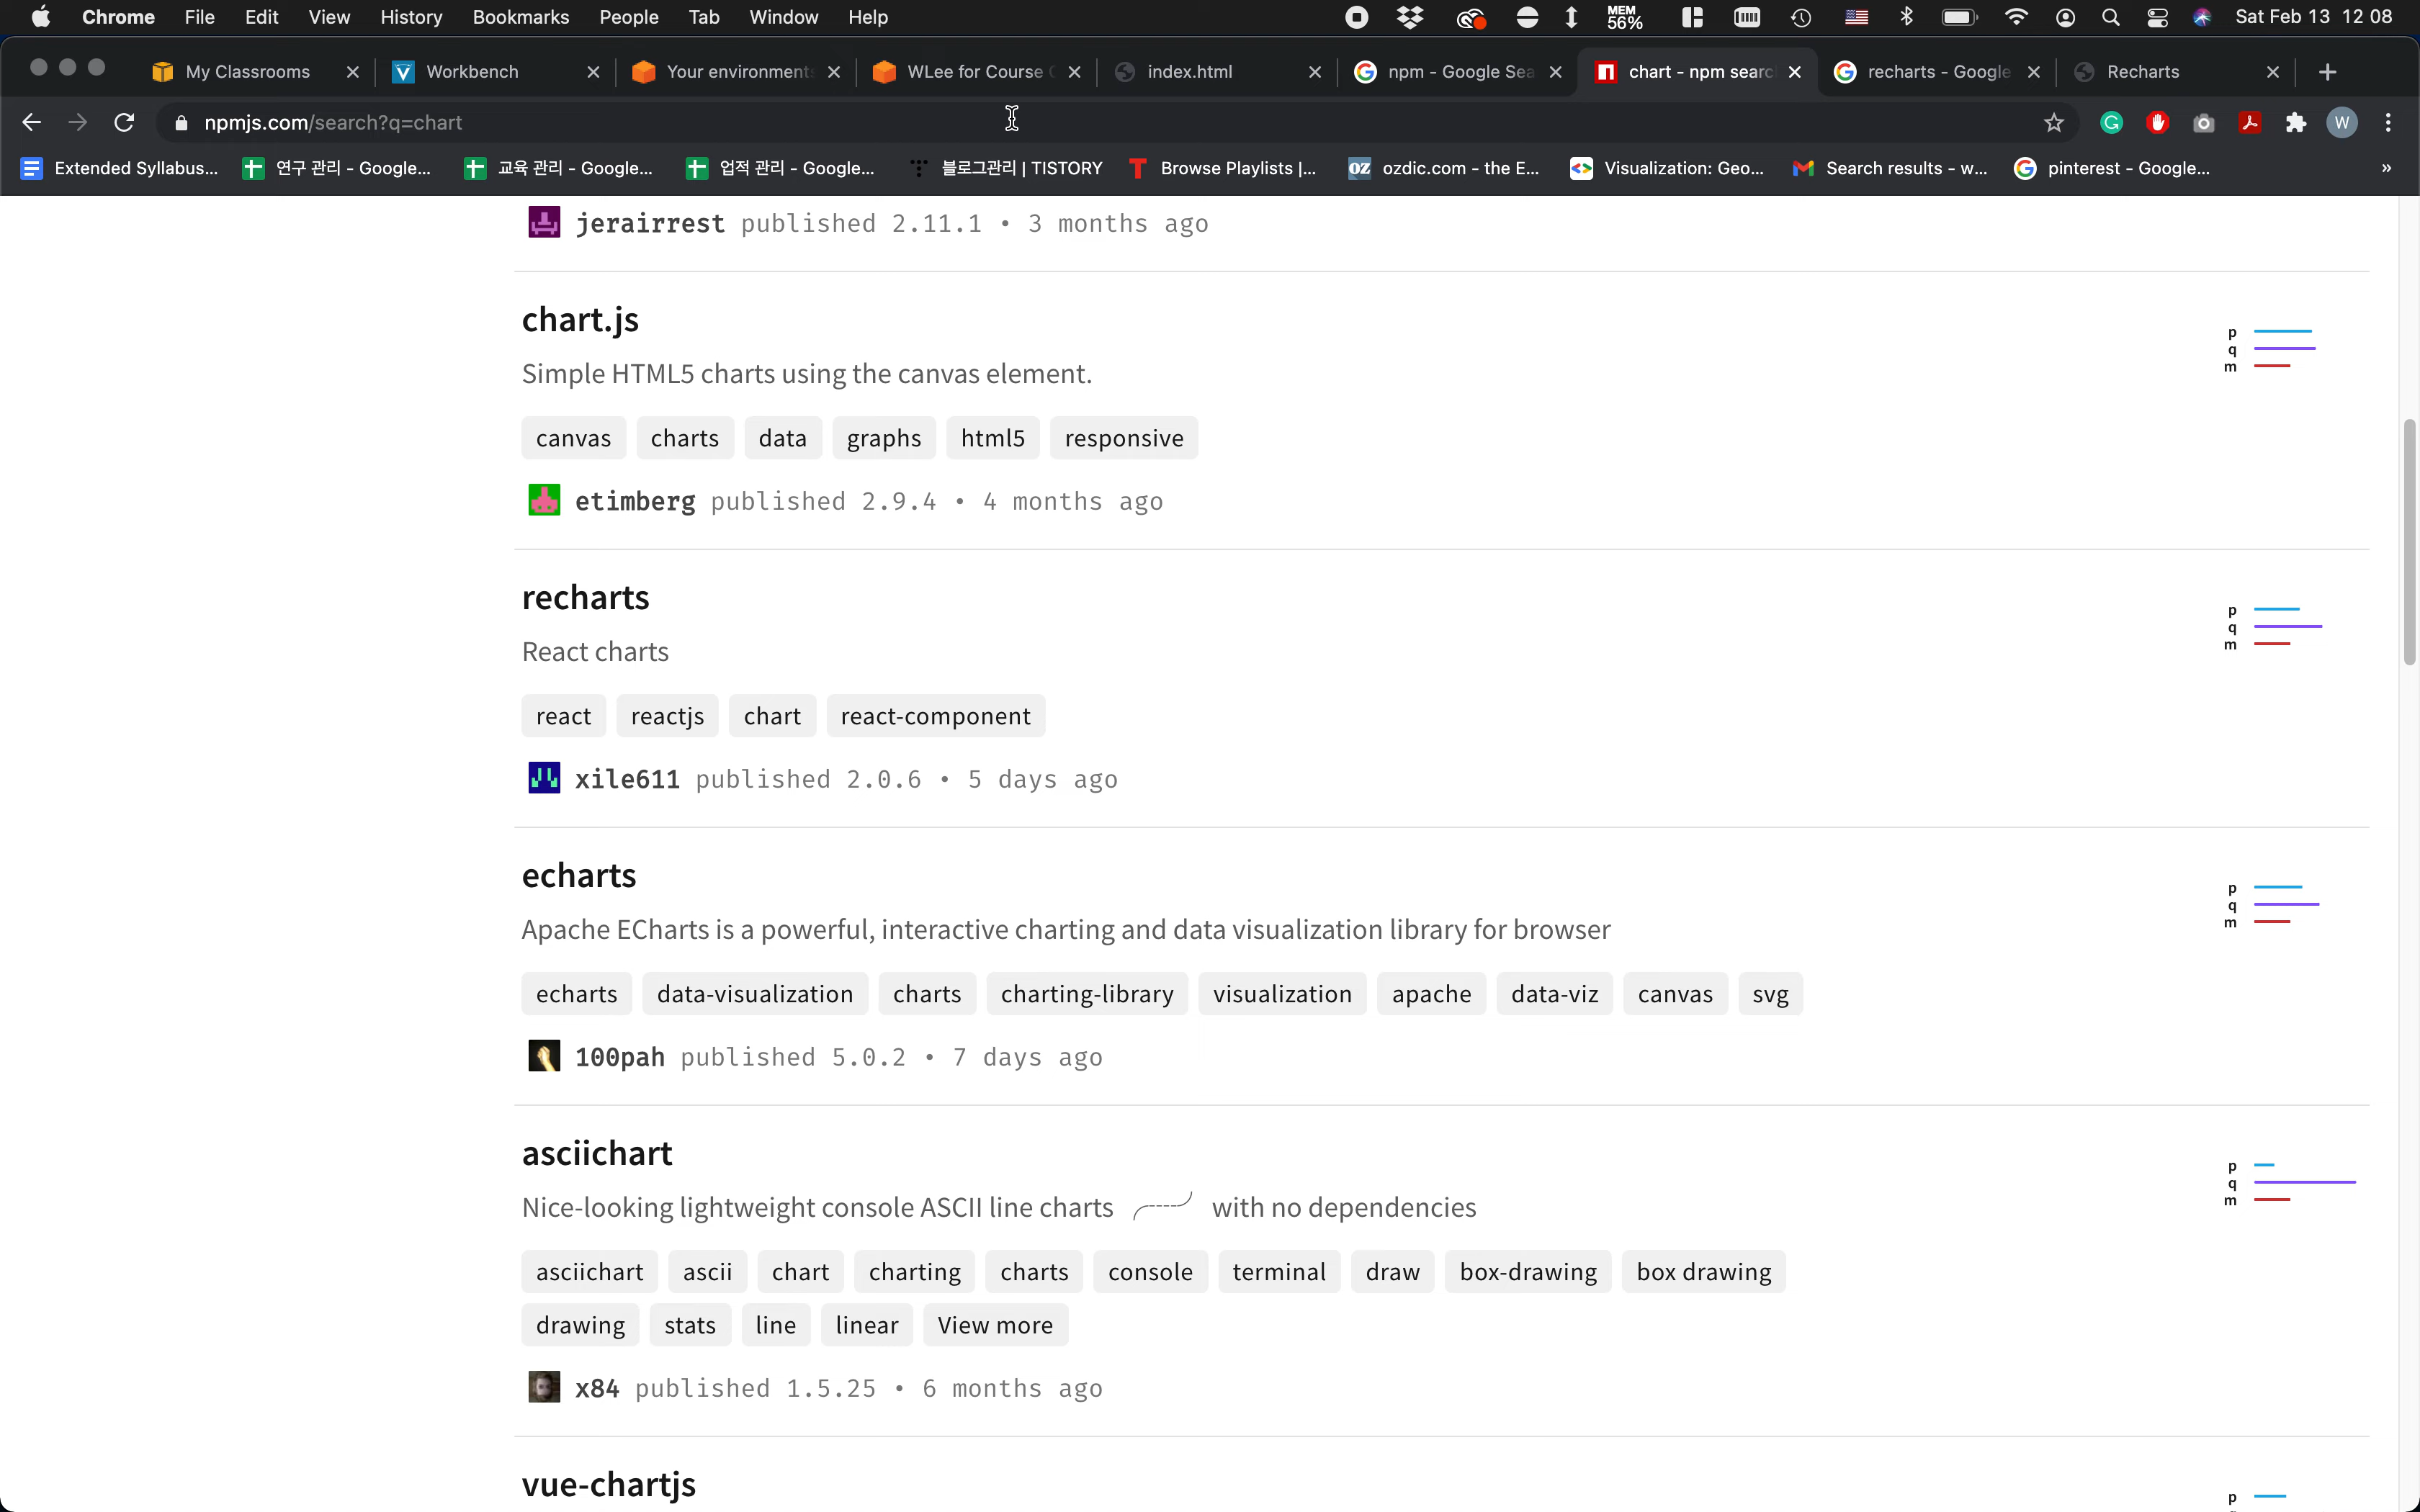 Chrome File Edit View History Bookmarks People Tab Window Help MEM 56% Sat Feb 13 12 08
My Classrooms Workbench Your environments WLee for Course index.html npm - Google Sea chart - npm searc recharts - Google Recharts
npmjs.com/search?q=chart W
Extended Syllabus... 연구 관리 - Google... 교육 관리 - Google... 업적 관리 - Google... 블로그관리 | TISTORY T Browse Playlists |... OZ ozdic.com - the E... Visualization: Geo... Search results - w... pinterest - Google... »
jerairrest published 2.11.1 • 3 months ago
chart.js
p
q
m
Simple HTML5 charts using the canvas element.
canvas charts data graphs html5 responsive
etimberg published 2.9.4 • 4 months ago
recharts
p
q
m
React charts
react reactjs chart react-component
xile611 published 2.0.6 • 5 days ago
echarts
p
q
m
Apache ECharts is a powerful, interactive charting and data visualization library for browser
echarts data-visualization charts charting-library visualization apache data-viz canvas svg
100pah published 5.0.2 • 7 days ago
asciichart
p
q
m
Nice-looking lightweight console ASCII line charts ╭┈┈╯ with no dependencies
asciichart ascii chart charting charts console terminal draw box-drawing box drawing
drawing stats line linear View more
x84 published 1.5.25 • 6 months ago
vue-chartjs
p